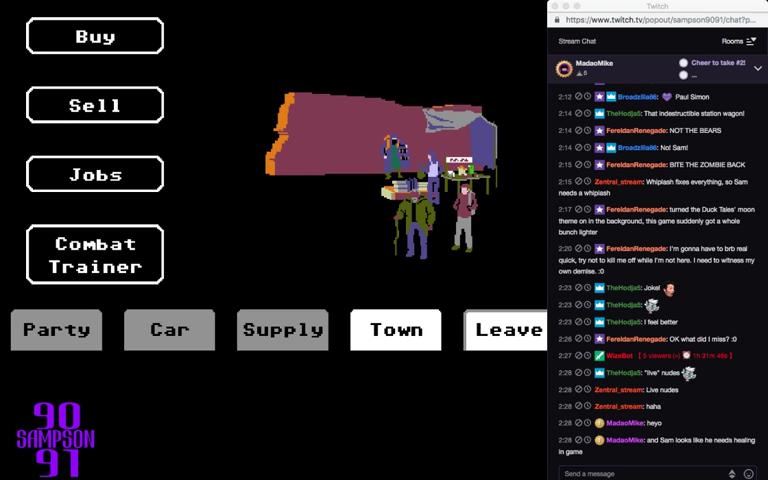 Buy
Sell
Jobs
Combat
Trainer
Party
Car
Supply
Town
Leave
90
SAMPSON
91
Twitch
https://www.twitch.tv/popout/sampson9091/chat?p...
Stream Chat
Rooms
MadaoMike
6
Cheer to take #2!
...
2:12 Broadzilla86: Paul Simon
2:14 TheHodja5: That indestructible station wagon!
2:14 FereldanRenegade: NOT THE BEARS
2:14 Broadzilla86: No! Sam!
2:15 FereldanRenegade: BITE THE ZOMBIE BACK
2:15 Zentral_stream: Whiplash fixes everything, so Sam
needs a whiplash
2:17 FereldanRenegade: turned the Duck Tales' moon
theme on in the background, this game suddenly got a whole
bunch lighter
2:20 FereldanRenegade: I'm gonna have to brb real
quick, try not to kill me off while I'm not here. I need to witness my
own demise. :0
2:23 TheHodja5: Joke!
2:23 TheHodja5:
2:23 TheHodja5: I feel better
2:26 FereldanRenegade: OK what did I miss? :0
2:27 WizeBot: [ 5 viewers (=) 1h 31m 46s ]
2:28 TheHodja5: "live" nudes
2:28 Zentral_stream: Live nudes
2:28 Zentral_stream: haha
2:28 MadaoMike: heyo
2:28 MadaoMike: and Sam looks like he needs healing
in game
Send a message